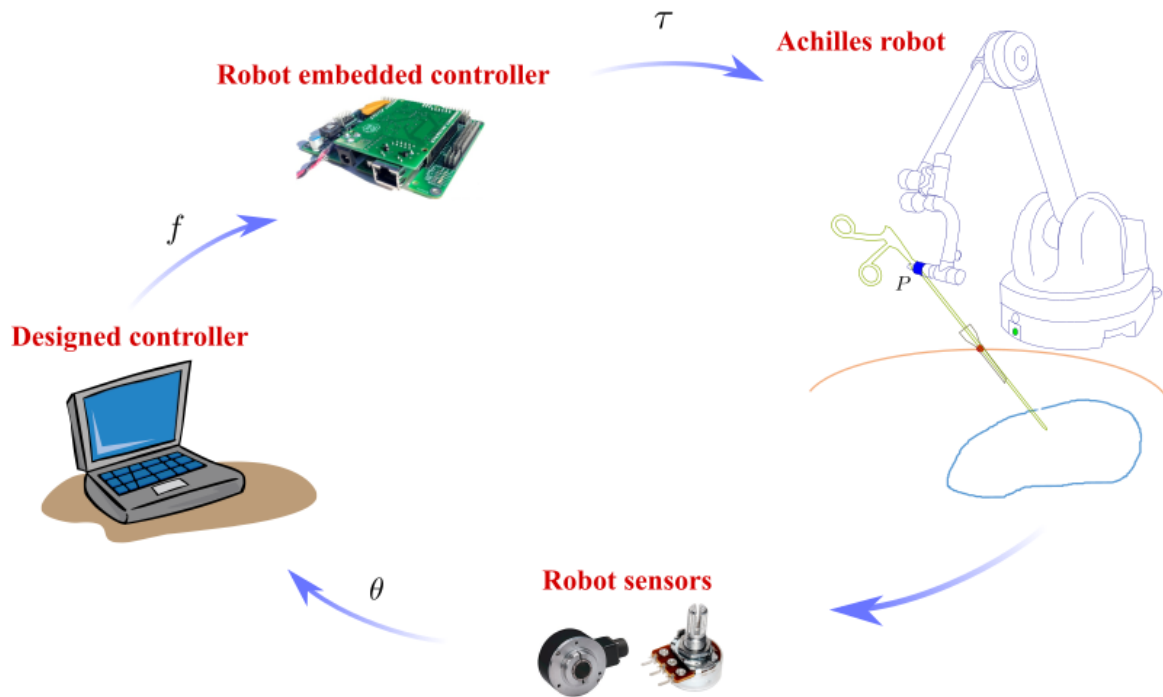 τ
Achilles robot
Robot embedded controller
f
P
Designed controller
Robot sensors
θ